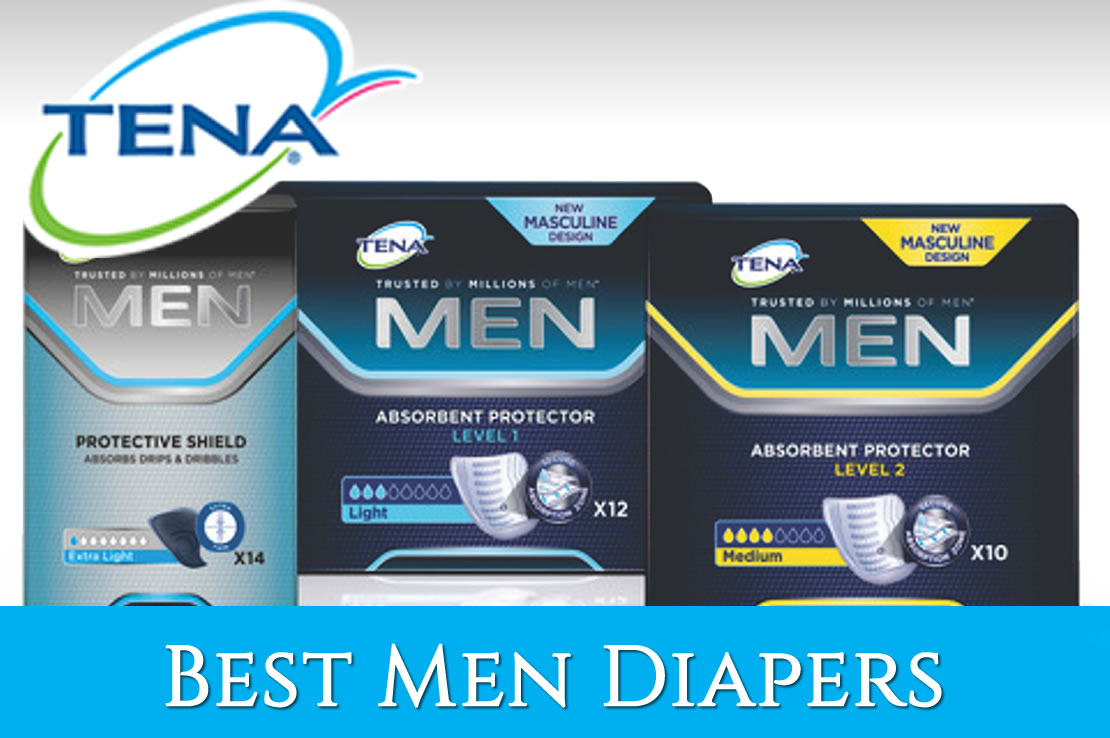 TENA®
TRUSTED BY MILLIONS OF MEN*
MEN
PROTECTIVE SHIELD
ABSORBS DRIPS & DRIBBLES
Extra Light
X14
NEW
MASCULINE
DESIGN
TENA
TRUSTED BY MILLIONS OF MEN*
MEN
ABSORBENT PROTECTOR
LEVEL 1
Light
X12
NEW
MASCULINE
DESIGN
TENA
TRUSTED BY MILLIONS OF MEN*
MEN
ABSORBENT PROTECTOR
LEVEL 2
Medium
X10
BEST MEN DIAPERS